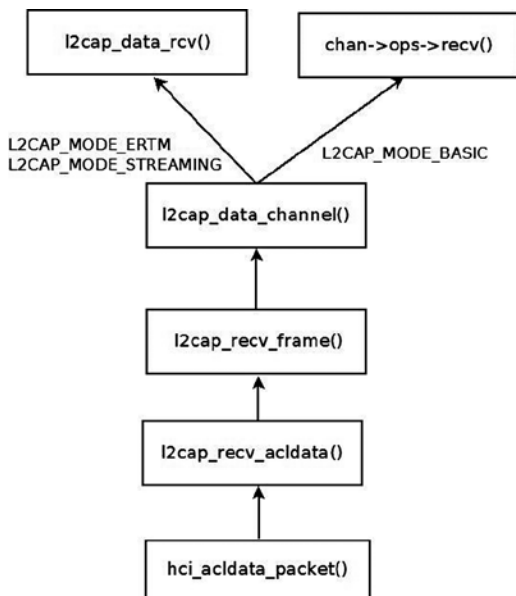 l2cap_data_rcv()
chan->ops->recv()
L2CAP_MODE_ERTM
L2CAP_MODE_STREAMING
L2CAP_MODE_BASIC
l2cap_data_channel()
l2cap_recv_frame()
l2cap_recv_acldata()
hci_acldata_packet()